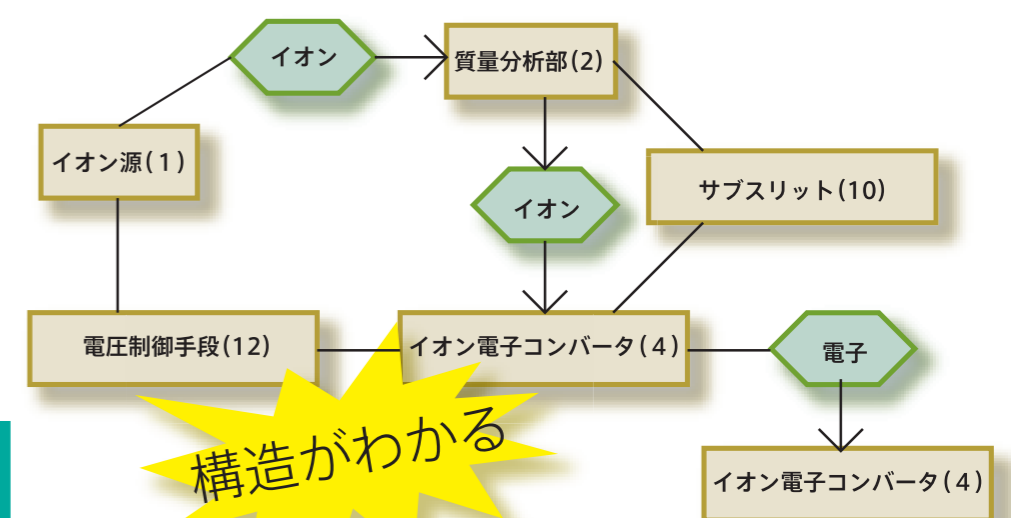 イオン
質量分析部(2)
イオン源(1)
サブスリット(10)
イオン
電圧制御手段(12)
イオン電子コンバータ(4)
電子
構造がわかる
イオン電子コンバータ(4)